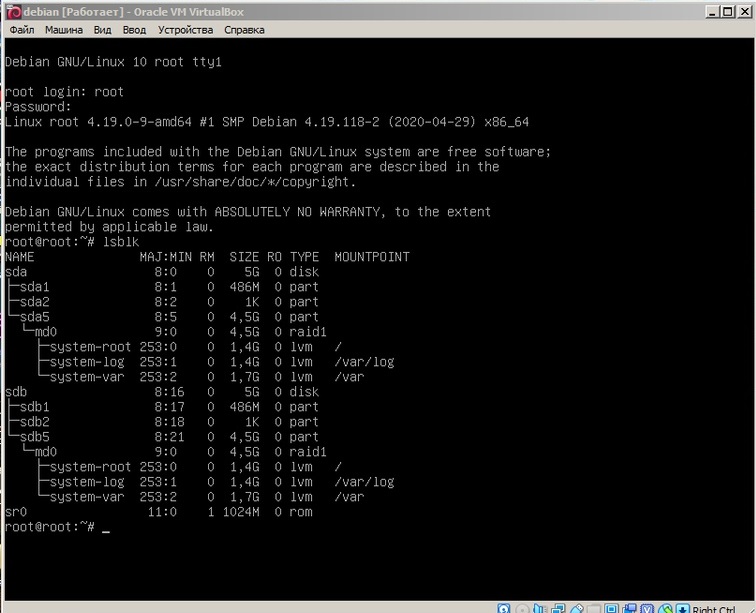 debian [Работает] - Oracle VM VirtualBox
Файл Машина Вид Ввод Устройства Справка
Debian GNU/Linux 10 root tty1
root login: root
Password:
Linux root 4.19.0-9-amd64 #1 SMP Debian 4.19.118-2 (2020-04-29) x86_64
The programs included with the Debian GNU/Linux system are free software;
the exact distribution terms for each program are described in the
individual files in /usr/share/doc/*/copyright.
Debian GNU/Linux comes with ABSOLUTELY NO WARRANTY, to the extent
permitted by applicable law.
root@root:~# lsblk
NAME MAJ:MIN RM SIZE RO TYPE MOUNTPOINT
sda 8:0 0 5G 0 disk
├─sda1 8:1 0 486M 0 part
├─sda2 8:2 0 1K 0 part
└─sda5 8:5 0 4,5G 0 part
└─md0 9:0 0 4,5G 0 raid1
├─system-root 253:0 0 1,4G 0 lvm /
├─system-log 253:1 0 1,4G 0 lvm /var/log
└─system-var 253:2 0 1,7G 0 lvm /var
sdb 8:16 0 5G 0 disk
├─sdb1 8:17 0 486M 0 part
├─sdb2 8:18 0 1K 0 part
└─sdb5 8:21 0 4,5G 0 part
└─md0 9:0 0 4,5G 0 raid1
├─system-root 253:0 0 1,4G 0 lvm /
├─system-log 253:1 0 1,4G 0 lvm /var/log
└─system-var 253:2 0 1,7G 0 lvm /var
sr0 11:0 1 1024M 0 rom
root@root:~# _
Right Ctrl